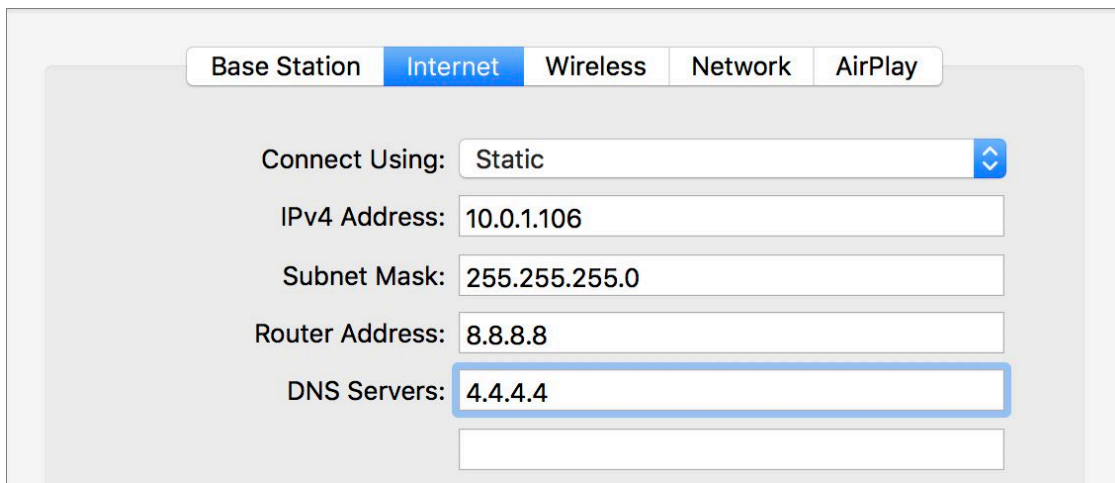 Base Station Internet Wireless Network AirPlay
Connect Using: Static
IPv4 Address: 10.0.1.106
Subnet Mask: 255.255.255.0
Router Address: 8.8.8.8
DNS Servers: 4.4.4.4